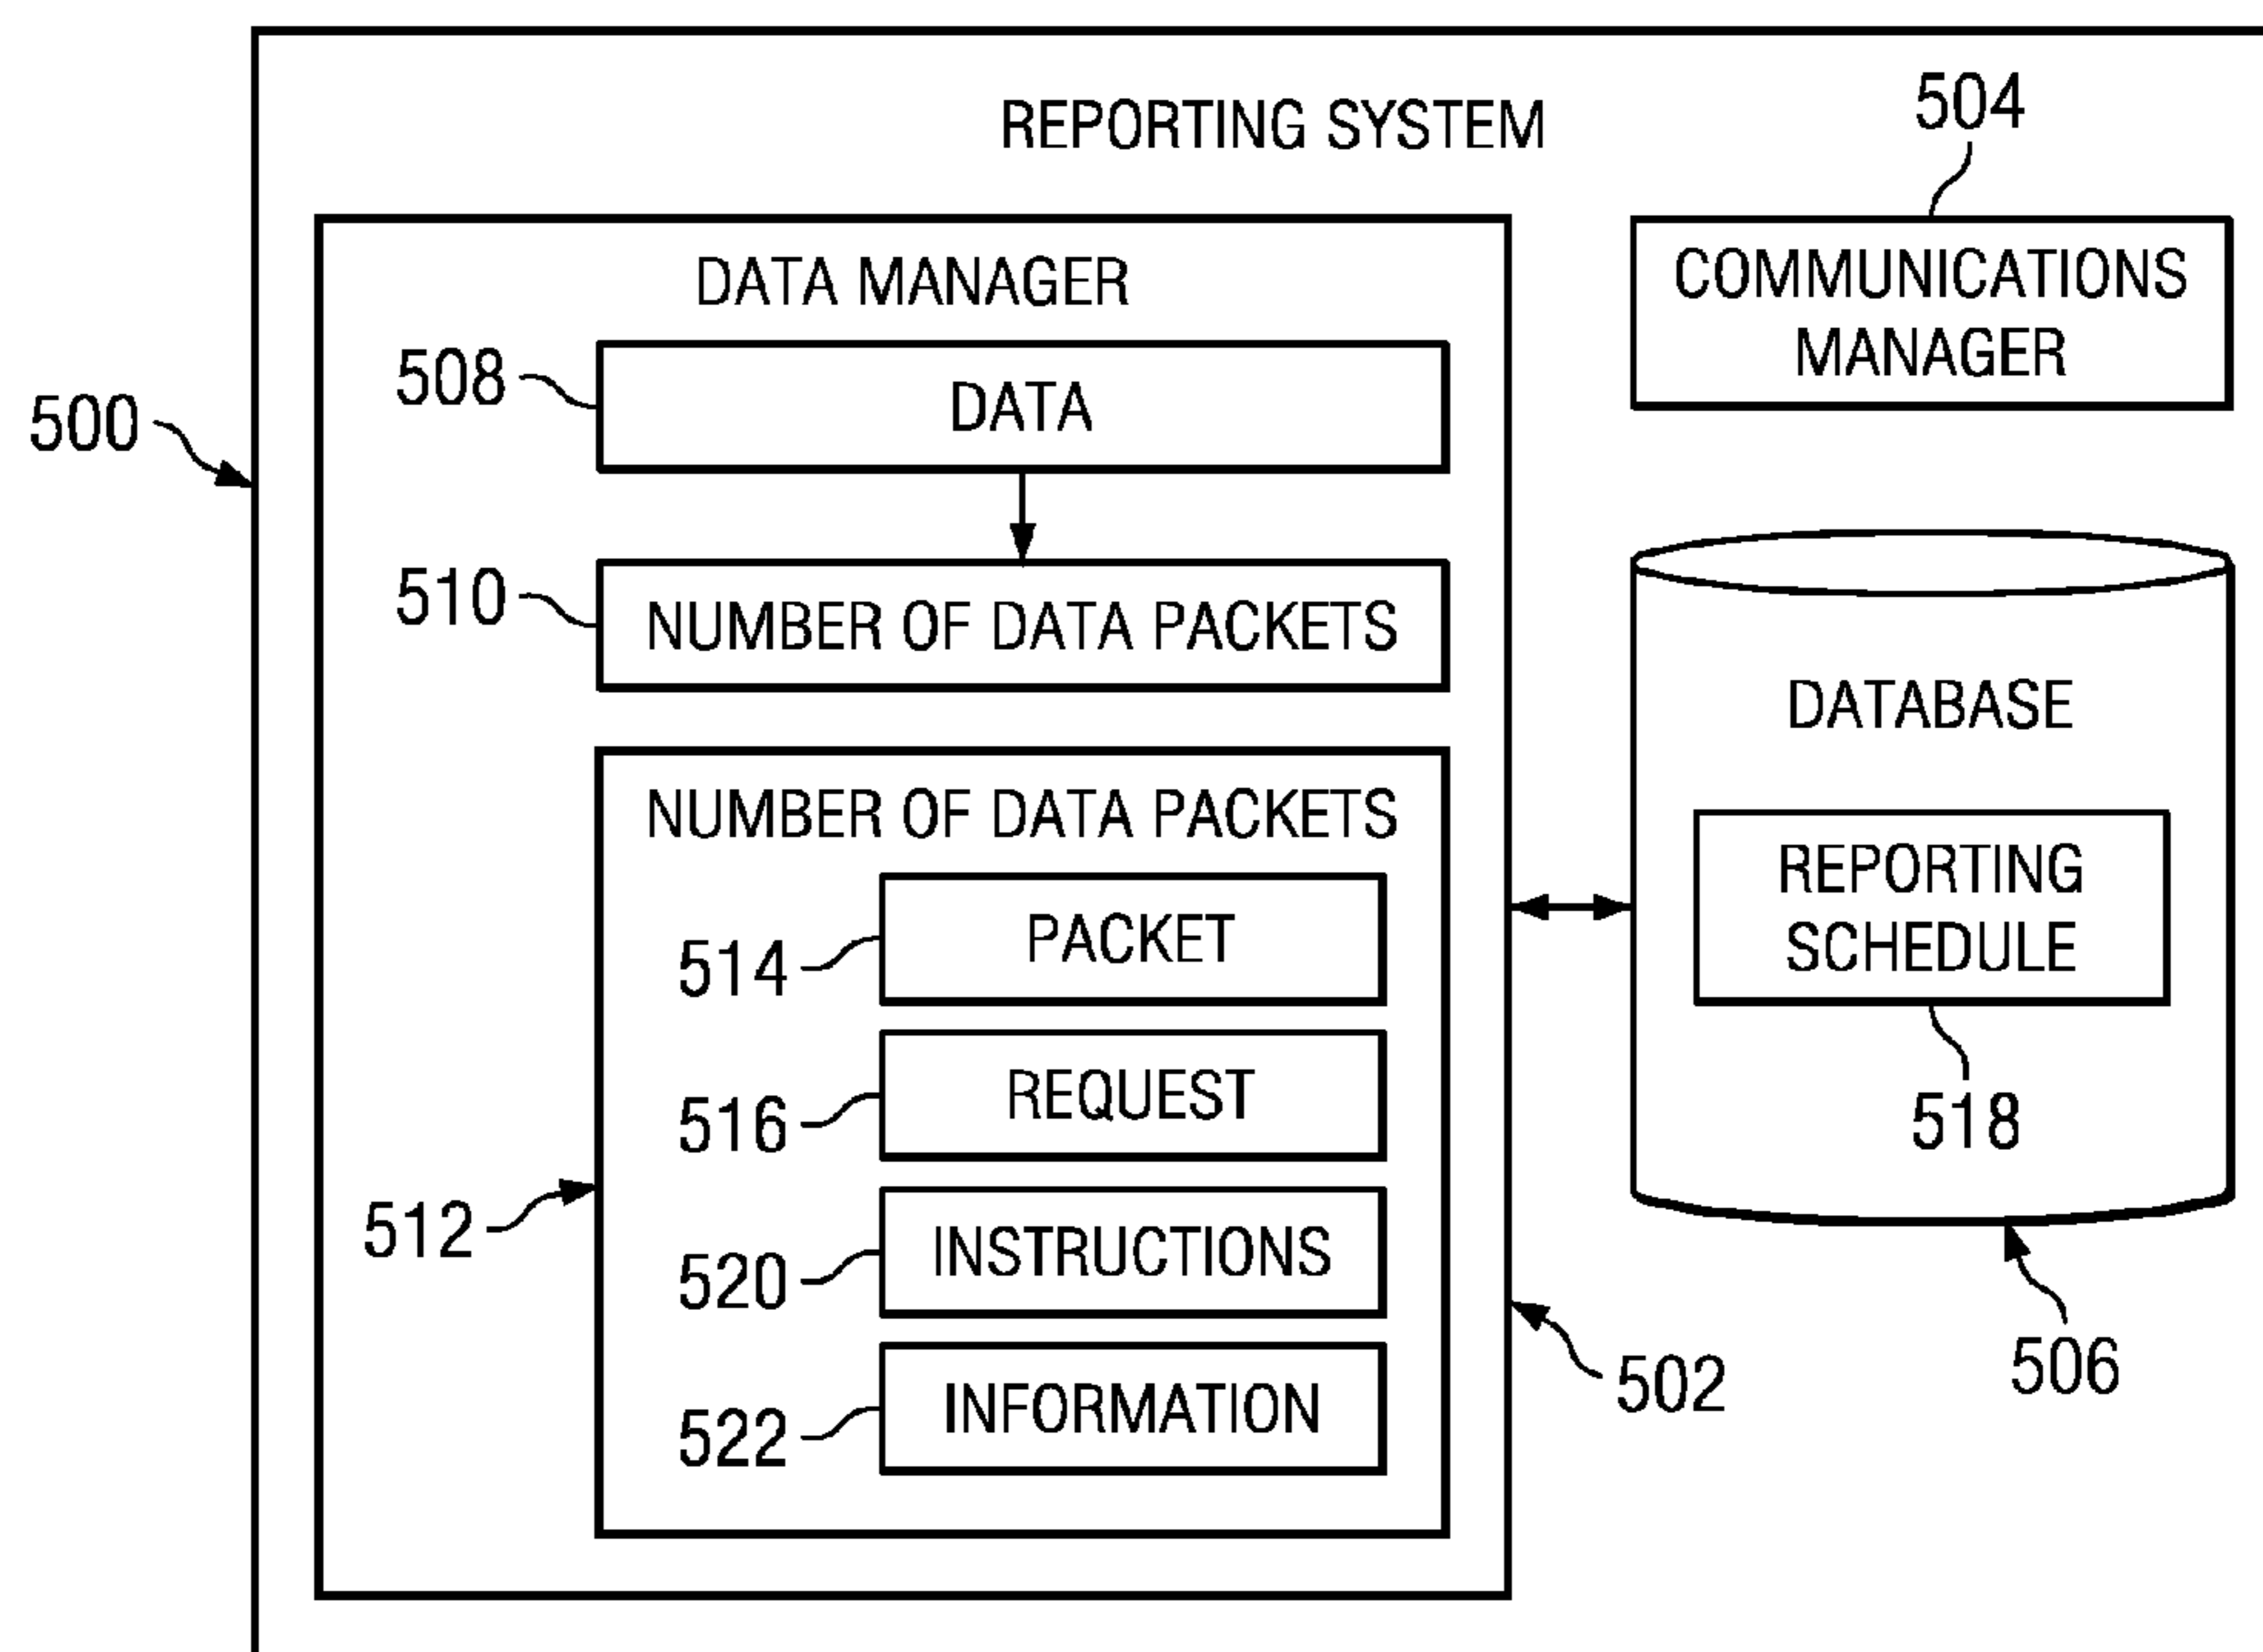 REPORTING SYSTEM
504
DATA MANAGER
COMMUNICATIONS
MANAGER
508
DATA
500
510
NUMBER OF DATA PACKETS
DATABASE
NUMBER OF DATA PACKETS
REPORTING
SCHEDULE
514
PACKET
516
REQUEST
518
512
520
INSTRUCTIONS
502
506
522
INFORMATION